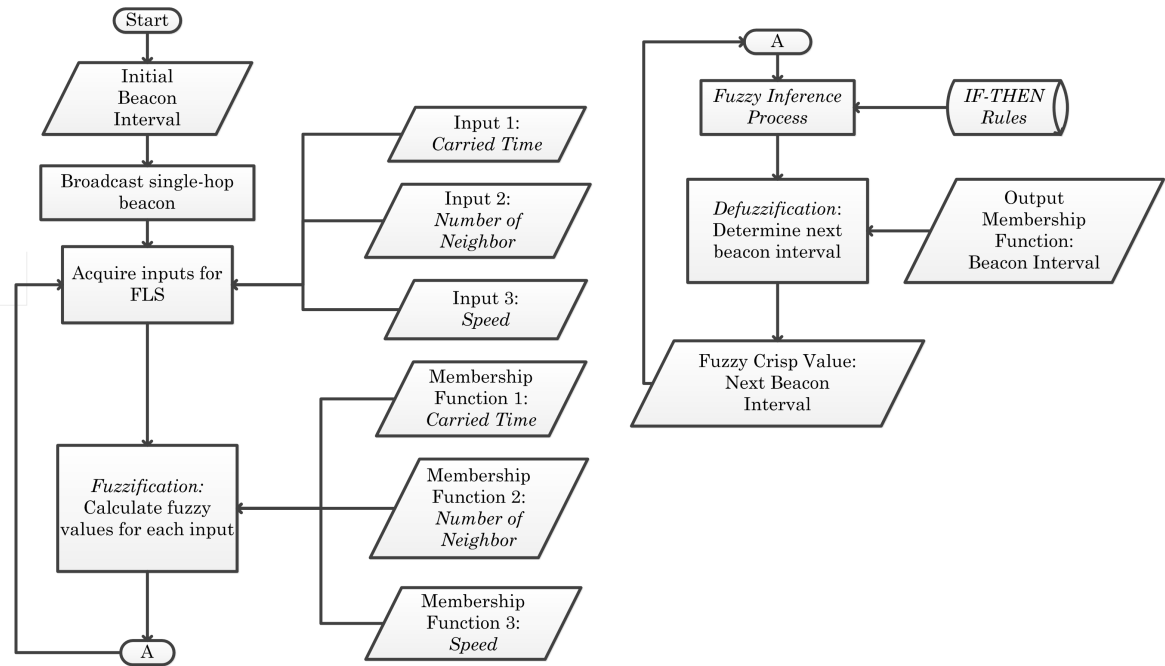 Start
Initial
Beacon
Interval
Broadcast single-hop
beacon
Acquire inputs for
FLS
Input 1:
Carried Time
Input 2:
Number of
Neighbor
Input 3:
Speed
Fuzzification:
Calculate fuzzy
values for each input
Membership
Function 1:
Carried Time
Membership
Function 2:
Number of
Neighbor
Membership
Function 3:
Speed
A
A
Fuzzy Inference
Process
IF-THEN
Rules
Defuzzification:
Determine next
beacon interval
Output
Membership
Function:
Beacon Interval
Fuzzy Crisp Value:
Next Beacon
Interval